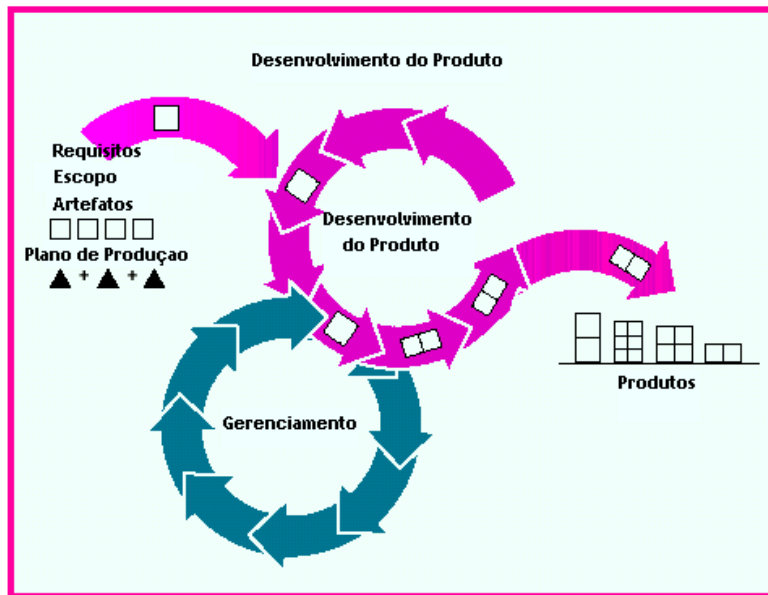 Desenvolvimento do Produto
Requisitos
Escopo
Artefatos
Plano de Produçao
+ +
Desenvolvimento
do Produto
Gerenciamento
Produtos